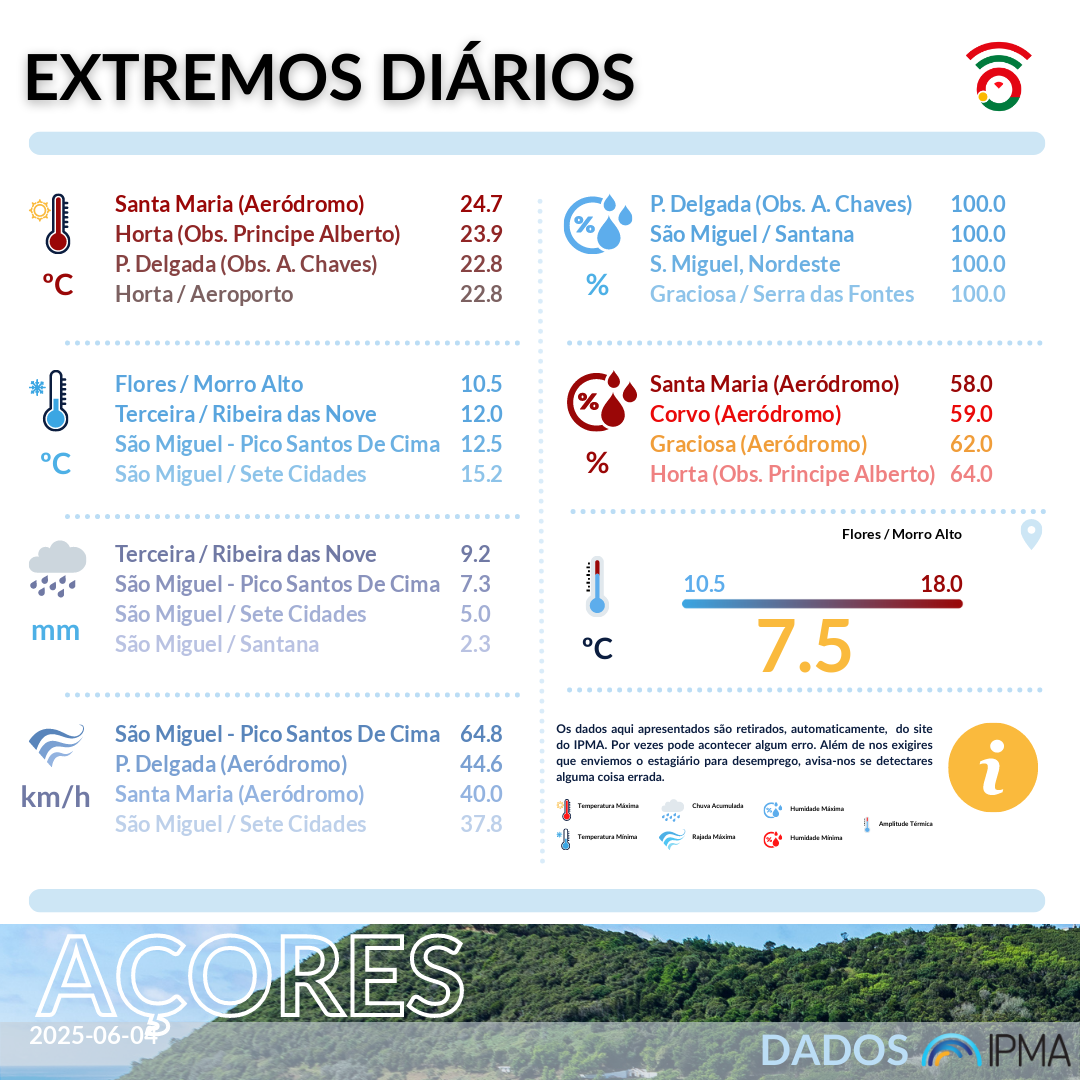 EXTREMOS DIÁRIOS
Santa Maria (Aeródromo) 24.7
Horta (Obs. Principe Alberto) 23.9
P. Delgada (Obs. A. Chaves) 22.8
Horta / Aeroporto 22.8
ºC
Flores / Morro Alto 10.5
Terceira / Ribeira das Nove 12.0
São Miguel - Pico Santos De Cima 12.5
São Miguel / Sete Cidades 15.2
ºC
Terceira / Ribeira das Nove 9.2
São Miguel - Pico Santos De Cima 7.3
São Miguel / Sete Cidades 5.0
São Miguel / Santana 2.3
mm
São Miguel - Pico Santos De Cima 64.8
P. Delgada (Aeródromo) 44.6
Santa Maria (Aeródromo) 40.0
São Miguel / Sete Cidades 37.8
km/h
%
P. Delgada (Obs. A. Chaves) 100.0
São Miguel / Santana 100.0
S. Miguel, Nordeste 100.0
Graciosa / Serra das Fontes 100.0
%
%
Santa Maria (Aeródromo) 58.0
Corvo (Aeródromo) 59.0
Graciosa (Aeródromo) 62.0
Horta (Obs. Principe Alberto) 64.0
%
Flores / Morro Alto
10.5 18.0
7.5
ºC
Os dados aqui apresentados são retirados, automaticamente, do site
do IPMA. Por vezes pode acontecer algum erro. Além de nos exigires
que enviemos o estagiário para desemprego, avisa-nos se detectares
alguma coisa errada.
i
Temperatura Máxima
Chuva Acumulada
Humidade Máxima
Amplitude Térmica
Temperatura Mínima
Rajada Máxima
Humidade Mínima
AÇORES
2025-06-04
DADOS IPMA